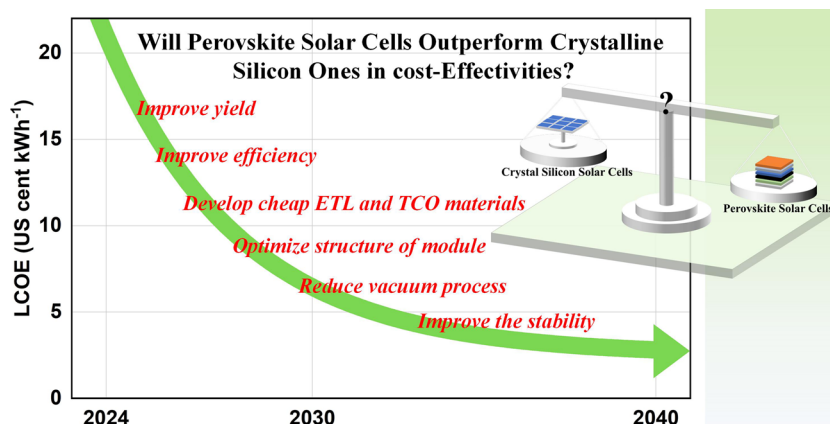 Will Perovskite Solar Cells Outperform Crystalline
Silicon Ones in cost-Effectivities?
20
15
10
5
0
LCOE (US cent kWh-1)
Improve yield
Improve efficiency
Develop cheap ETL and TCO materials
Optimize structure of module
Reduce vacuum process
Improve the stability
?
Crystal Silicon Solar Cells
Perovskite Solar Cells
2024
2030
2040